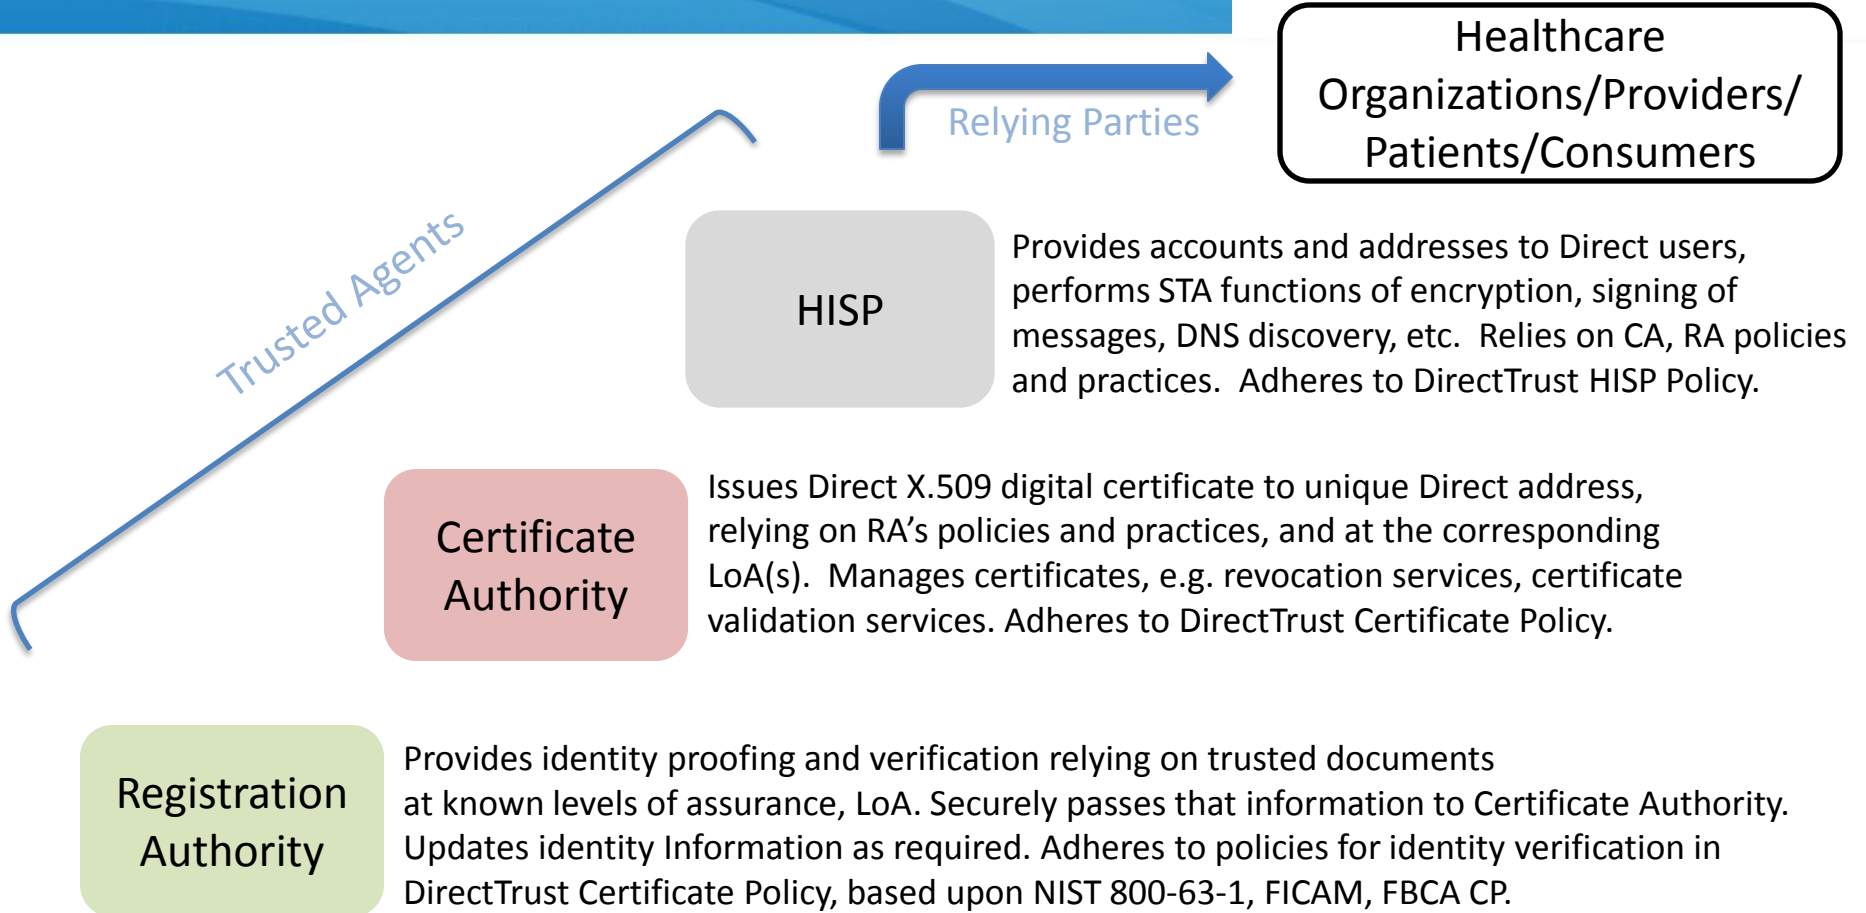 Healthcare
Organizations/Providers/
Patients/Consumers
Relying Parties
Trusted Agents
HISP
Provides accounts and addresses to Direct users,
performs STA functions of encryption, signing of
messages, DNS discovery, etc.  Relies on CA, RA policies
and practices.  Adheres to DirectTrust HISP Policy.
Certificate
Authority
Issues Direct X.509 digital certificate to unique Direct address,
relying on RA’s policies and practices, and at the corresponding
LoA(s).  Manages certificates, e.g. revocation services, certificate
validation services. Adheres to DirectTrust Certificate Policy.
Registration
Authority
Provides identity proofing and verification relying on trusted documents
at known levels of assurance, LoA. Securely passes that information to Certificate Authority.
Updates identity Information as required. Adheres to policies for identity verification in
DirectTrust Certificate Policy, based upon NIST 800-63-1, FICAM, FBCA CP.